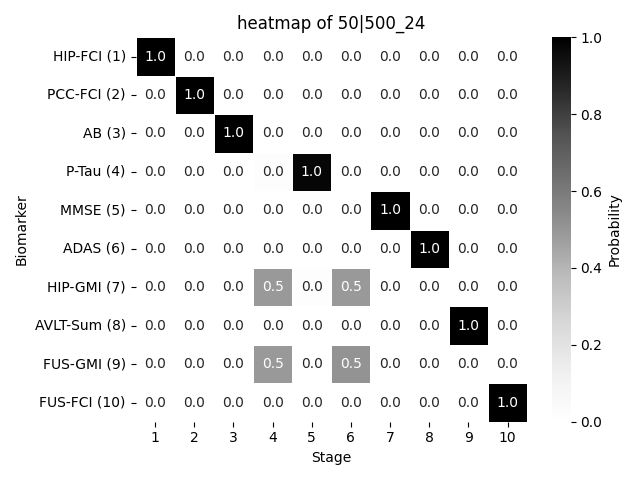 heatmap of 50|500_24
HIP-FCI (1) 1.0 0.0 0.0 0.0 0.0 0.0 0.0 0.0 0.0 0.0
PCC-FCI (2) 0.0 1.0 0.0 0.0 0.0 0.0 0.0 0.0 0.0 0.0
AB (3) 0.0 0.0 1.0 0.0 0.0 0.0 0.0 0.0 0.0 0.0
P-Tau (4) 0.0 0.0 0.0 0.0 1.0 0.0 0.0 0.0 0.0 0.0
MMSE (5) 0.0 0.0 0.0 0.0 0.0 0.0 1.0 0.0 0.0 0.0
ADAS (6) 0.0 0.0 0.0 0.0 0.0 0.0 0.0 1.0 0.0 0.0
HIP-GMI (7) 0.0 0.0 0.0 0.5 0.0 0.5 0.0 0.0 0.0 0.0
AVLT-Sum (8) 0.0 0.0 0.0 0.0 0.0 0.0 0.0 0.0 1.0 0.0
FUS-GMI (9) 0.0 0.0 0.0 0.5 0.0 0.5 0.0 0.0 0.0 0.0
FUS-FCI (10) 0.0 0.0 0.0 0.0 0.0 0.0 0.0 0.0 0.0 1.0
1 2 3 4 5 6 7 8 9 10
Stage
Biomarker
1.0
0.8
0.6
0.4
0.2
0.0
Probability